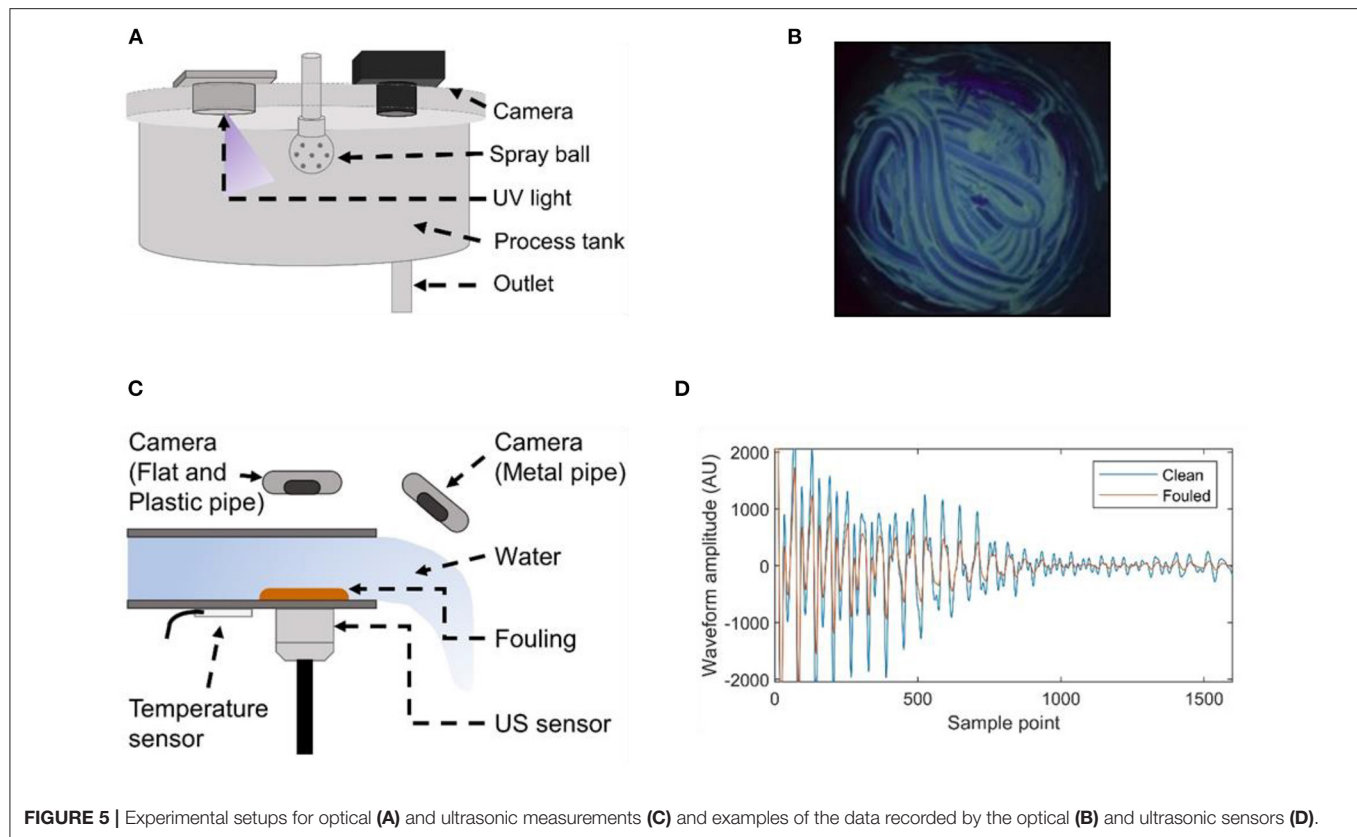 A
Camera
Spray ball
UV light
Process tank
Outlet
B
C
Camera
(Flat and
Plastic pipe)
Camera
(Metal pipe)
Water
Fouling
US sensor
Temperature
sensor
D
Waveform amplitude (AU)
2000
1000
0
-1000
-2000
Clean
Fouled
0
500
1000
1500
Sample point
FIGURE 5 | Experimental setups for optical (A) and ultrasonic measurements (C) and examples of the data recorded by the optical (B) and ultrasonic sensors (D).